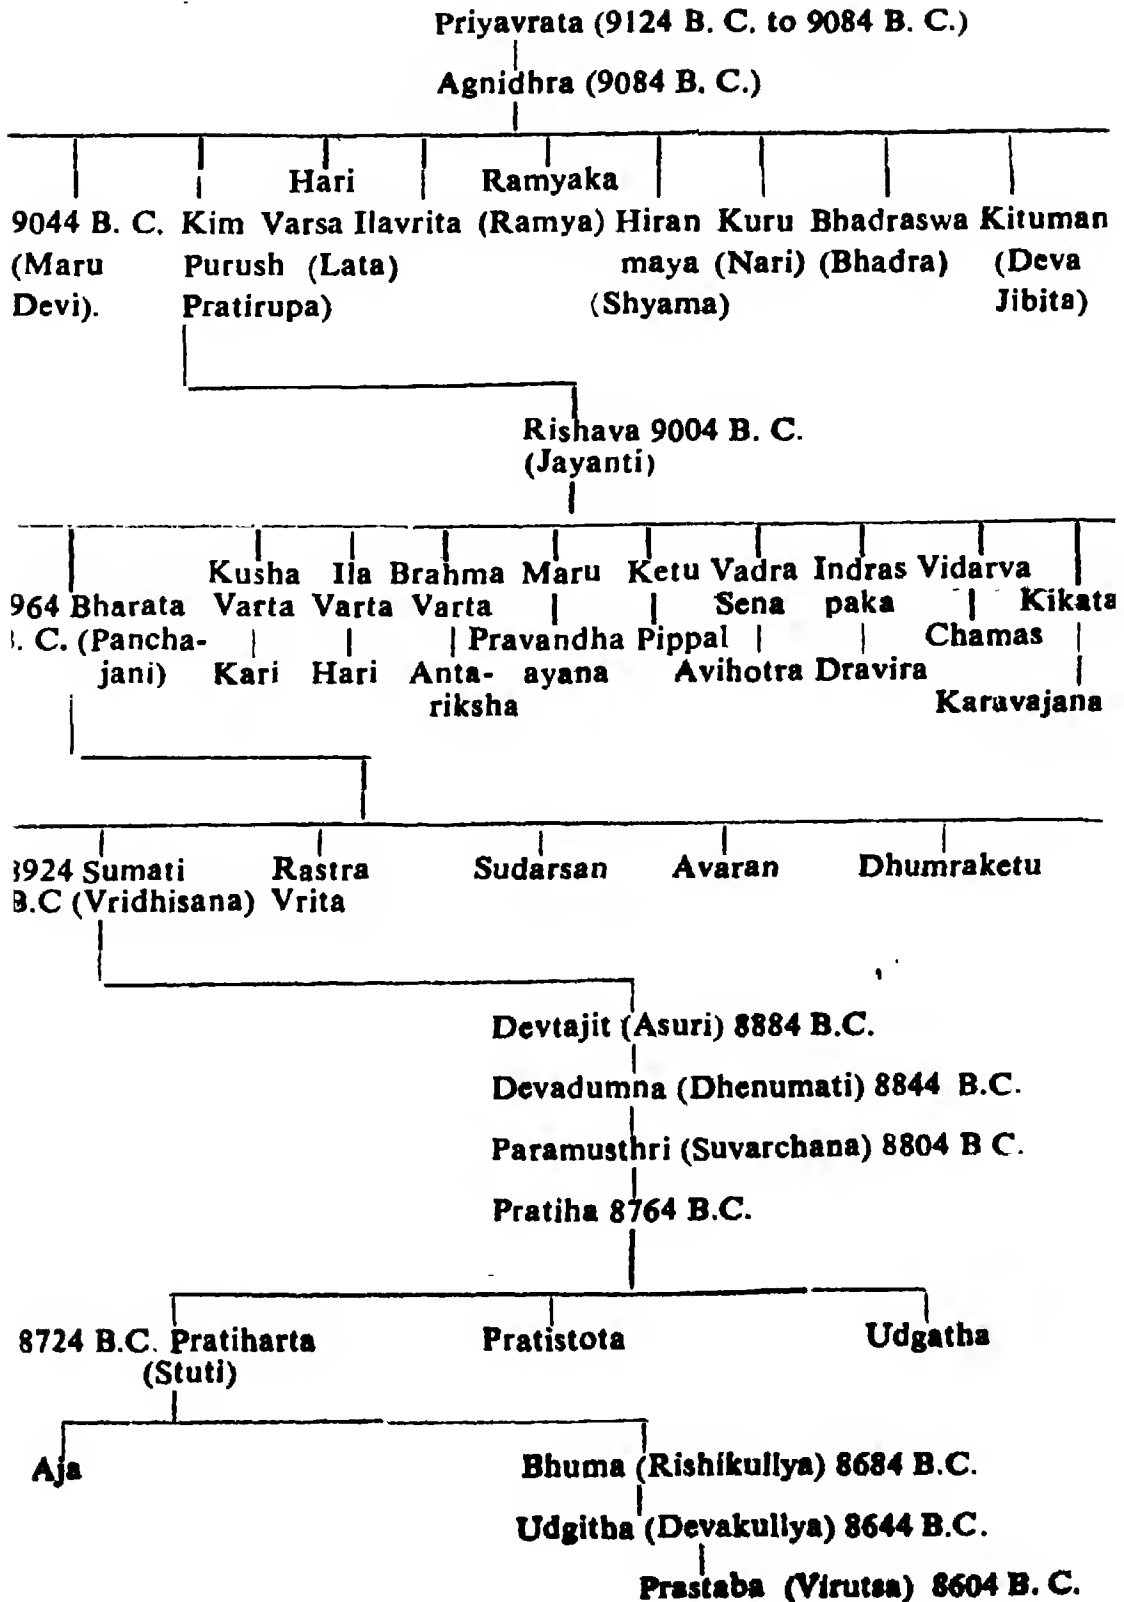 Priyavrata (9124 B. C. to 9084 B. C.)
Agnidhra (9084 B. C.)
Hari Ramyaka
9044 B. C. Kim Varsa Ilavrita (Ramya) Hiran Kuru Bhadraswa Kituman
(Maru Purush (Lata) maya (Nari) (Bhadra) (Deva
Devi). Pratirupa) (Shyama) Jibita)
Rishava 9004 B. C.
(Jayanti)
Kusha Ila Brahma Maru Ketu Vadra Indras Vidarva
964 Bharata Varta Varta Varta Sena paka Kikata
. C. (Pancha- Pravandha Pippal Chamas
jani) Kari Hari Anta- ayana Avihotra Dravira
riksha Karavajana
924 Sumati Rastra Sudarsan Avaran Dhumraketu
B.C (Vridhisana) Vrita
Devtajit (Asuri) 8884 B.C.
Devadumna (Dhenumati) 8844 B.C.
Paramusthri (Suvarchana) 8804 B C.
Pratiha 8764 B.C.
8724 B.C. Pratiharta Pratistota Udgatha
(Stuti)
Aja Bhuma (Rishikullya) 8684 B.C.
Udgitha (Devakullya) 8644 B.C.
Prastaba (Virutsa) 8604 B. C.